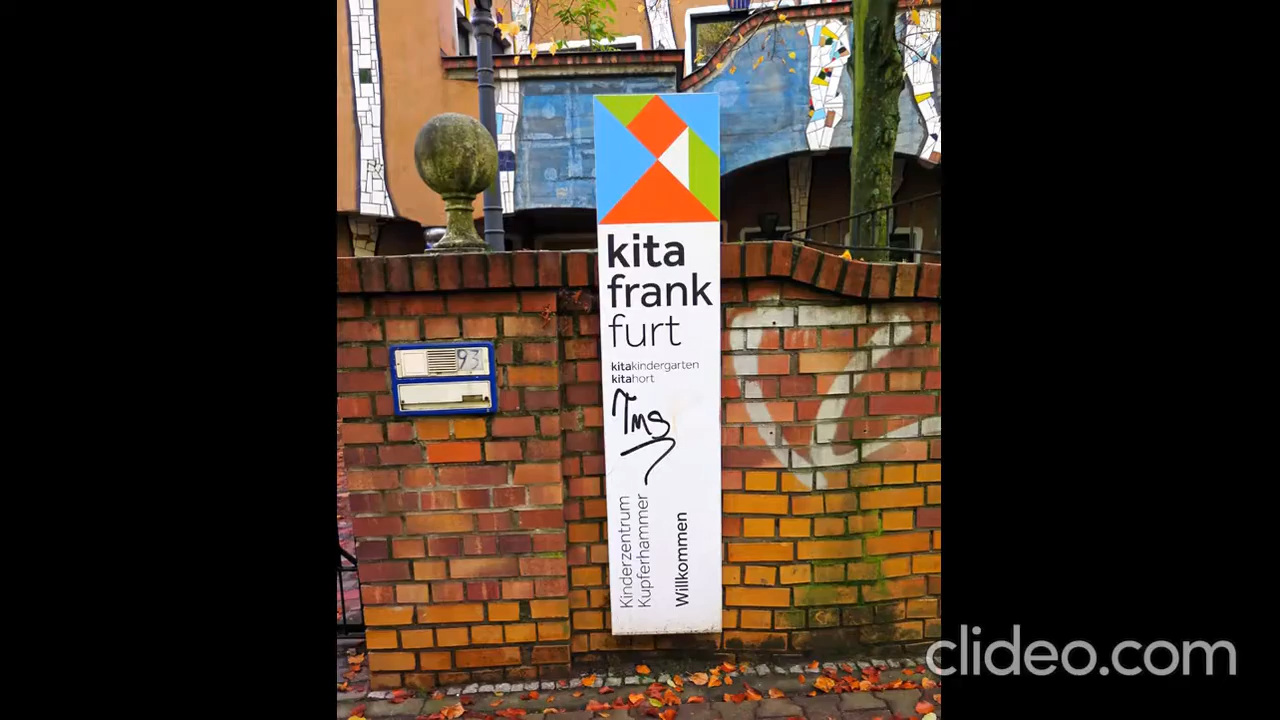 93
kita
frank
furt
kitakindergarten
kitahort
Kinderzentrum
Kupferhammer
Willkommen
clideo.com